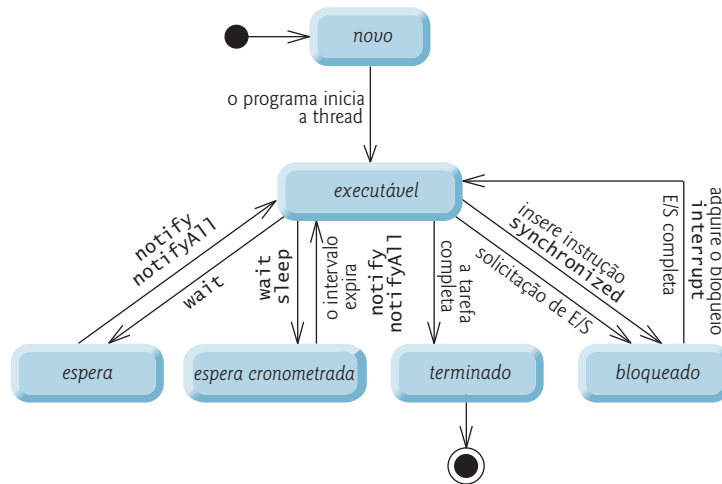 novo
o programa inicia
a thread
executável
notify
notifyAll
wait
wait
sleep
o intervalo
expira
notify
notifyAll
a tarefa
completa
insere instrução
synchronized
solicitação de E/S
adquire o bloqueio
interrupt
E/S completa
espera
espera cronometrada
terminado
bloqueado